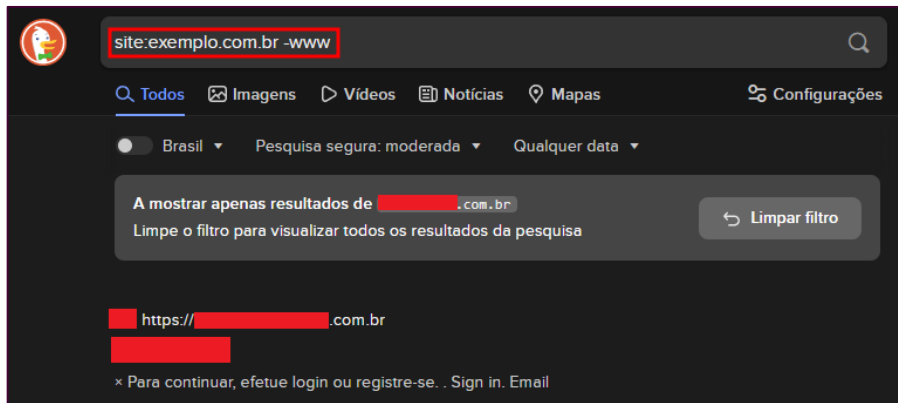 site:exemplo.com.br -www
Todos Imagens Vídeos Notícias Mapas Configurações
Brasil Pesquisa segura: moderada Qualquer data
A mostrar apenas resultados de .com.br
Limpe o filtro para visualizar todos os resultados da pesquisa
Limpar filtro
https:// .com.br
× Para continuar, efetue login ou registre-se. . Sign in. Email